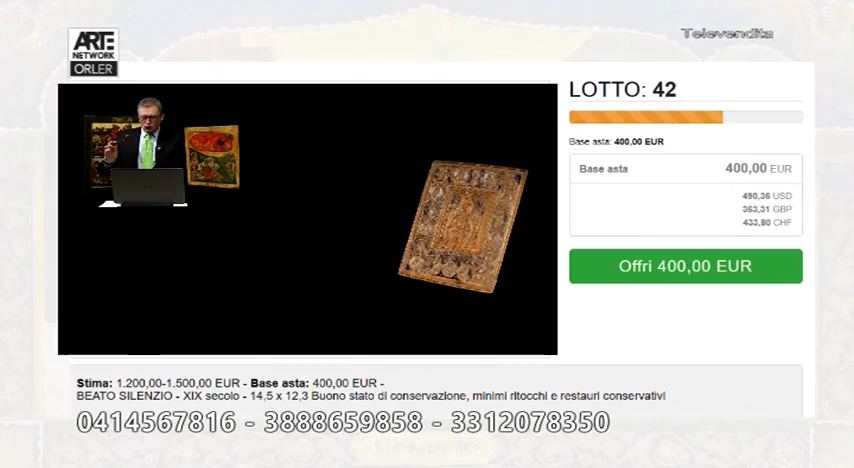 ARTE
NETWORK
ORLER
Televendita
LOTTO: 42
Base asta: 400,00 EUR
Base asta 400,00 EUR
490,36 USD
363,31 GBP
433,80 CHF
Offri 400,00 EUR
Stima: 1.200,00-1.500,00 EUR - Base asta: 400,00 EUR -
BEATO SILENZIO - XIX secolo - 14,5 x 12,3 Buono stato di conservazione, minimi ritocchi e restauri conservativi
0414567816 - 3888659858 - 3312078350